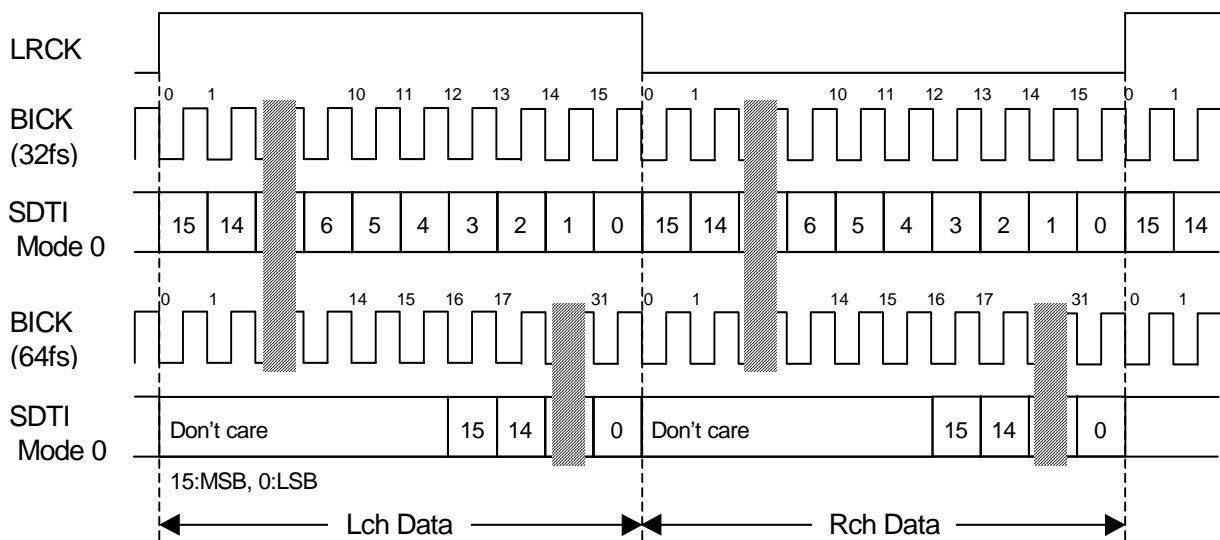 LRCK
0 1 10 11 12 13 14 15 0 1 10 11 12 13 14 15 0 1
BICK
(32fs)
SDTI
Mode 0
15 14 6 5 4 3 2 1 0 15 14 6 5 4 3 2 1 0 15 14
0 1 14 15 16 17 31 0 1 14 15 16 17 31 0 1
BICK
(64fs)
SDTI
Mode 0
Don't care 15 14 0 Don't care 15 14 0
15:MSB, 0:LSB
Lch Data Rch Data